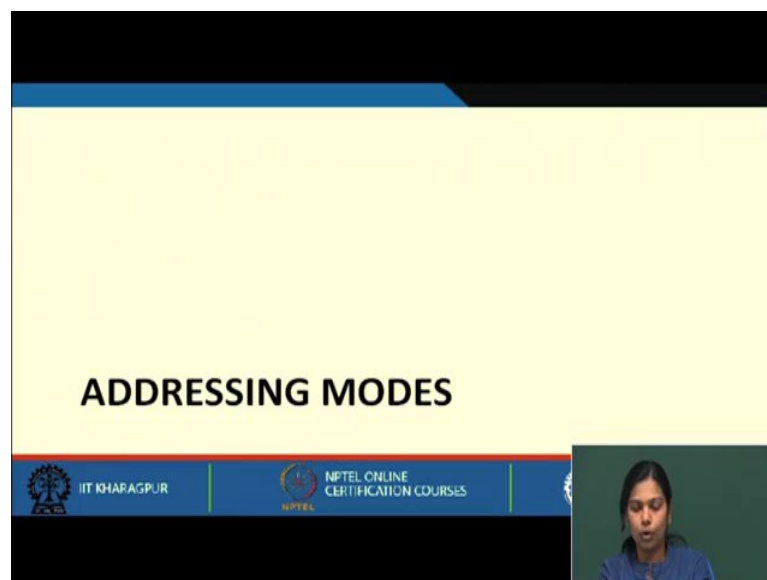 ADDRESSING MODES
IIT KHARAGPUR
NPTEL
NPTEL ONLINE
CERTIFICATION COURSES